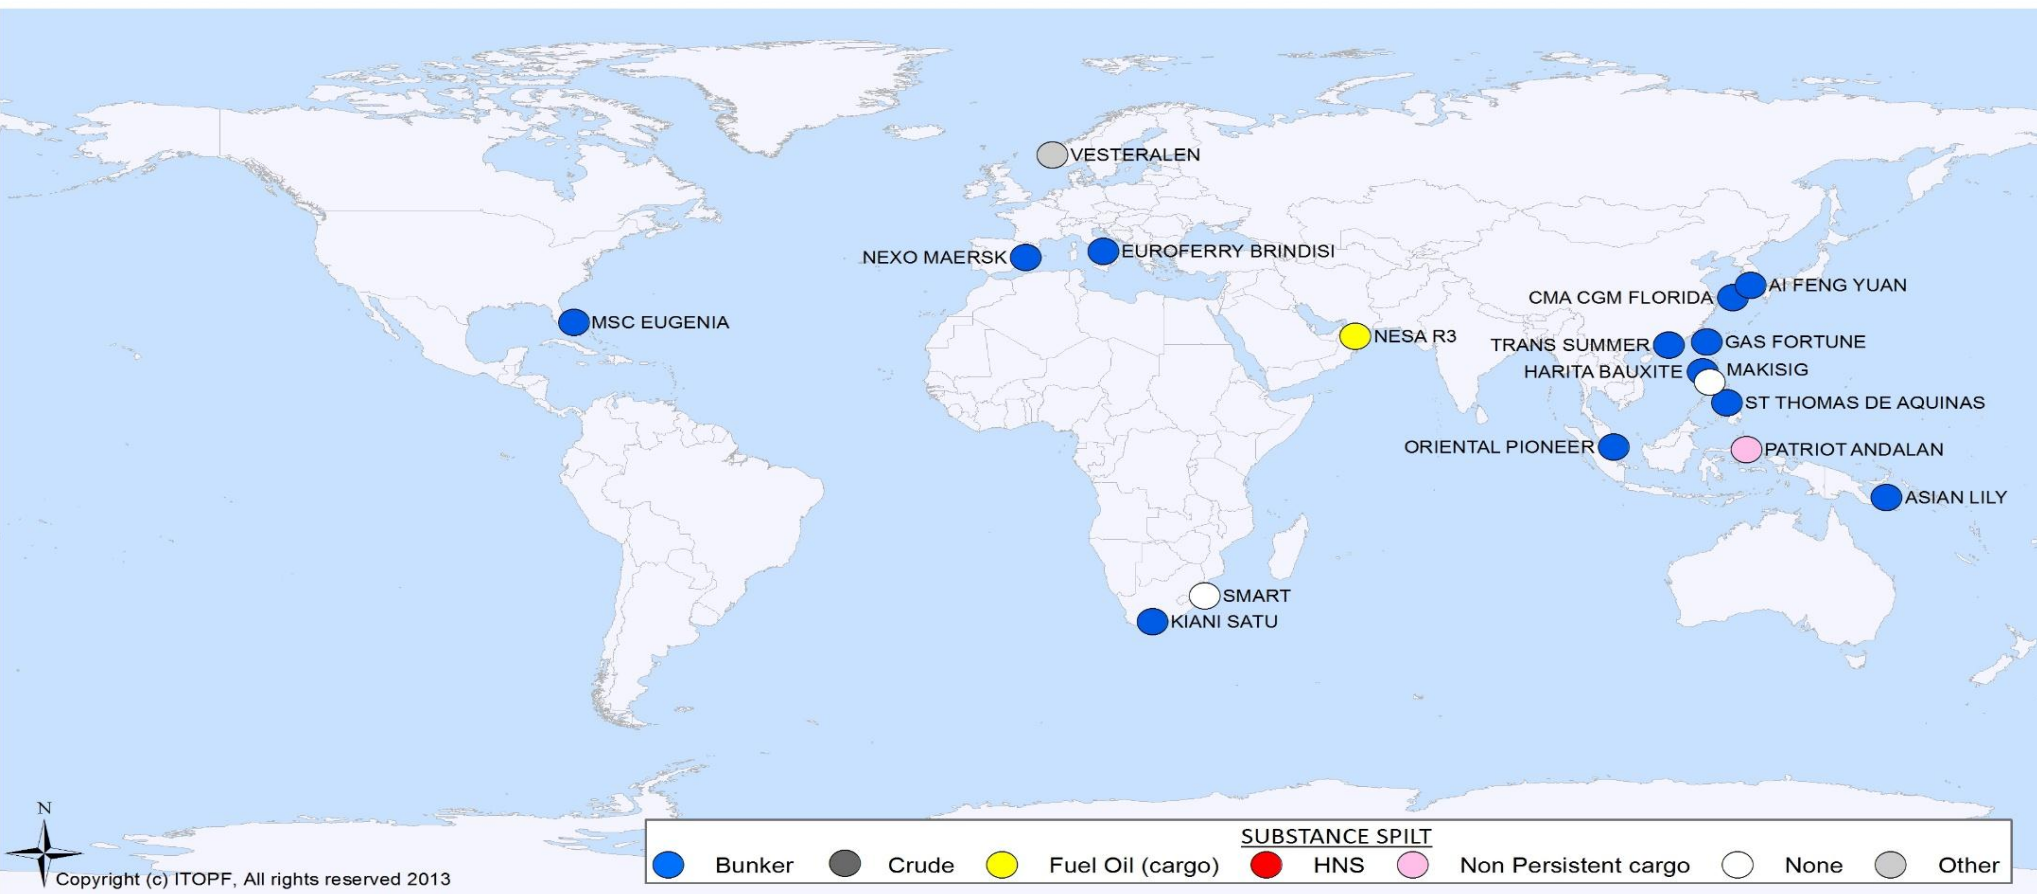 VESTERALEN
NEXO MAERSK
EUROFERRY BRINDISI
MSC EUGENIA
CMA CGM FLORIDA
AI FENG YUAN
NESA R3
TRANS SUMMER
GAS FORTUNE
HARITA BAUXITE
MAKISIG
ST THOMAS DE AQUINAS
ORIENTAL PIONEER
PATRIOT ANDALAN
ASIAN LILY
SMART
KIANI SATU
N
Copyright (c) ITOPF, All rights reserved 2013
SUBSTANCE SPILT
Bunker Crude Fuel Oil (cargo) HNS Non Persistent cargo None Other